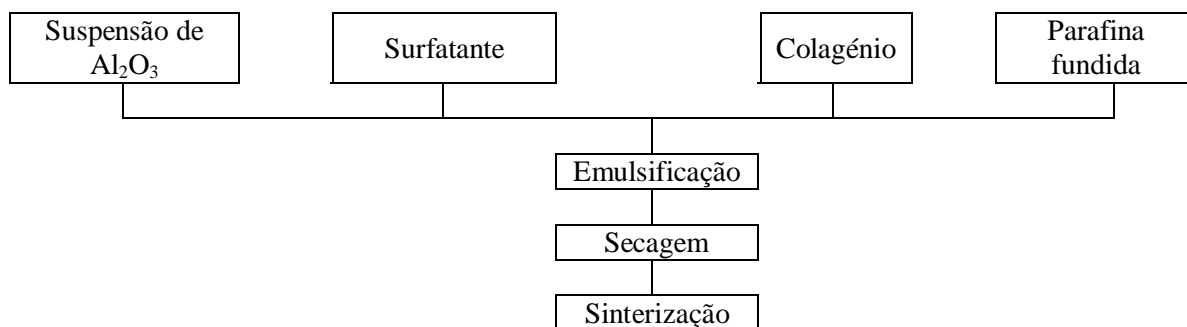 Suspensão de
Al₂O₃
Surfatante
Colagénio
Parafina
fundida
Emulsificação
Secagem
Sinterização